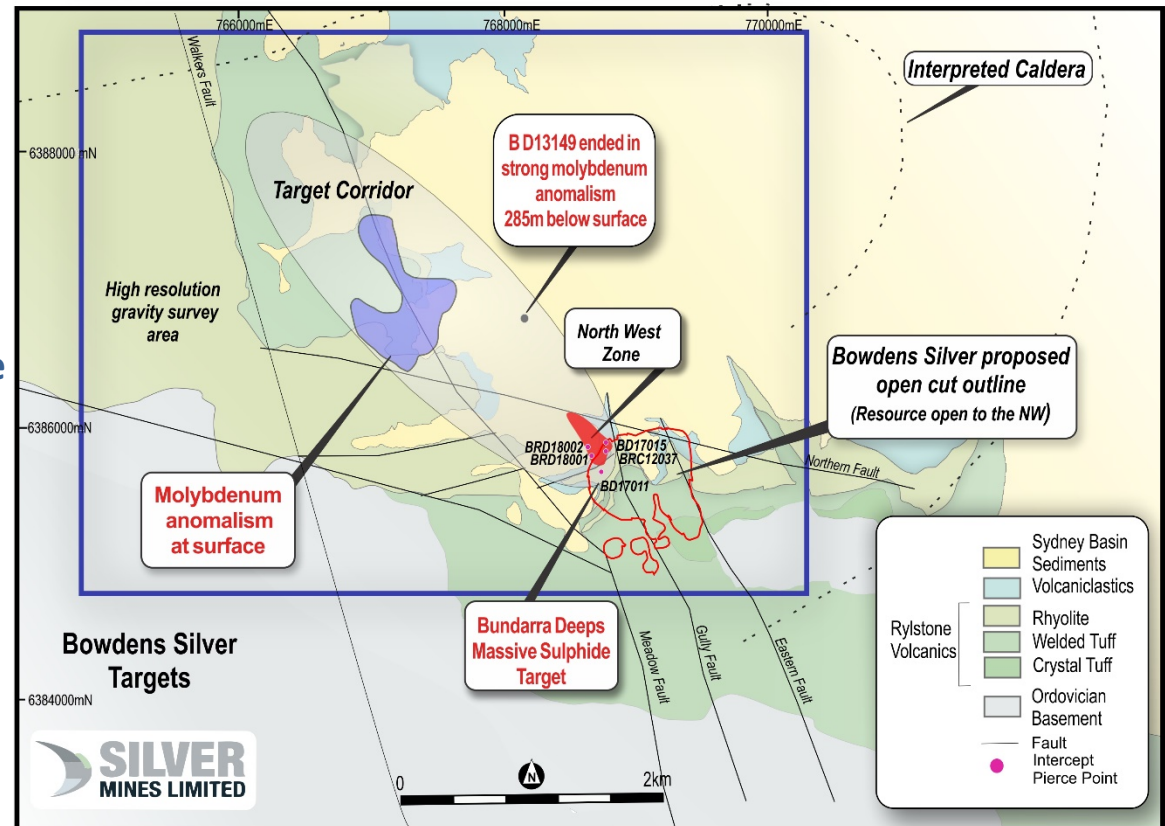 766000mE
768000mE
770000mE
Walkers Fault
Interpreted Caldera
6388000 mN
B D13149 ended in
strong molybdenum
anomalism
285m below surface
Target Corridor
High resolution
gravity survey
area
North West
Zone
e
Bowdens Silver proposed
open cut outline
(Resource open to the NW)
6386000 mN
BRD18002
BD17015
BRD18001
BRC12037
BD17011
Northern Fault
Molybdenum
anomalism
at surface
Bundarra Deeps
Massive Sulphide
Target
Meadow Fault
Gully Fault
Eastern Fault
Bowdens Silver
Targets
6384000mN
Sydney Basin
Sediments
Volcaniclastics
Rylstone
Volcanics
Rhyolite
Welded Tuff
Crystal Tuff
Ordovician
Basement
Fault
Intercept
Pierce Point
SILVER
MINES LIMITED
0
N
2km